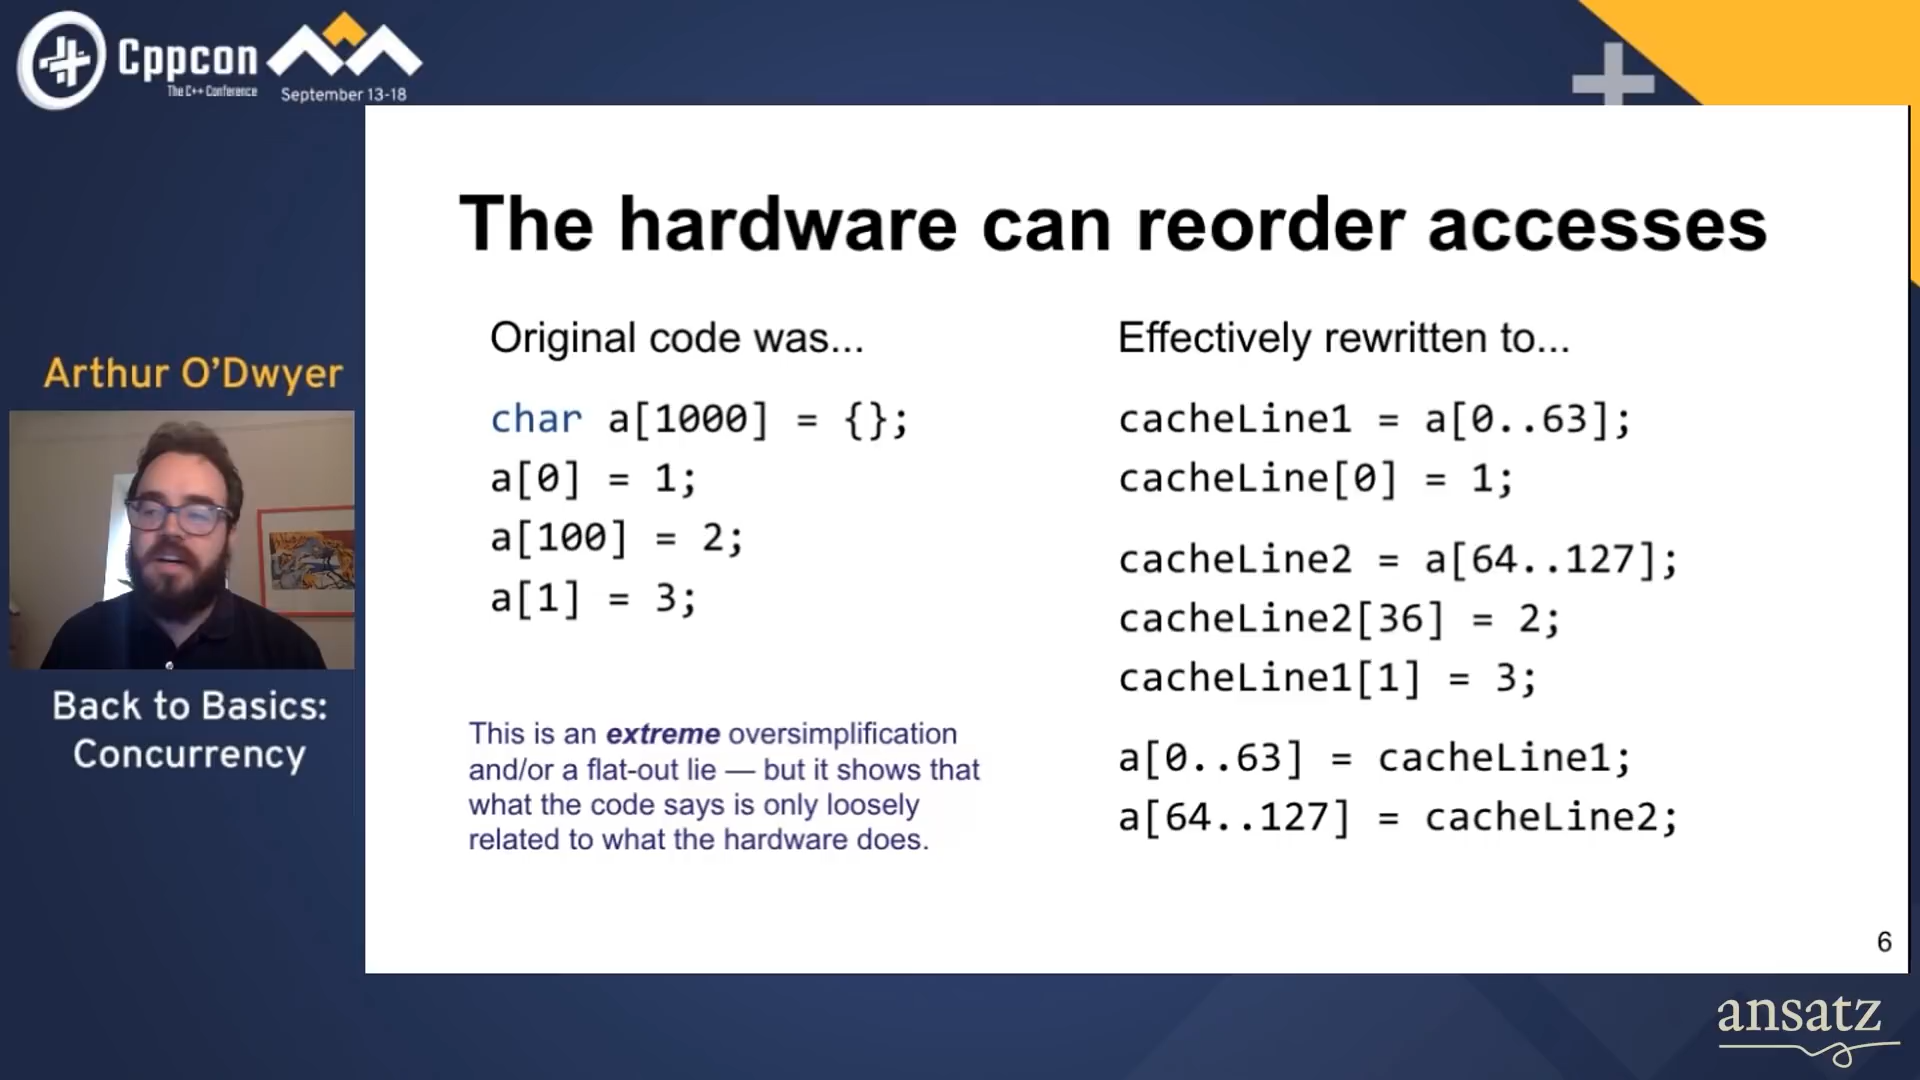 Cppcon
The C++ Conference
September 13-18
Arthur O'Dwyer
Back to Basics:
Concurrency
The hardware can reorder accesses
Original code was...
char a[1000] = {};
a[0] = 1;
a[100] = 2;
a[1] = 3;
This is an extreme oversimplification
and/or a flat-out lie — but it shows that
what the code says is only loosely
related to what the hardware does.
Effectively rewritten to...
cacheLine1 = a[0..63];
cacheLine[0] = 1;
cacheLine2 = a[64..127];
cacheLine2[36] = 2;
cacheLine1[1] = 3;
a[0..63] = cacheLine1;
a[64..127] = cacheLine2;
6
ansatz